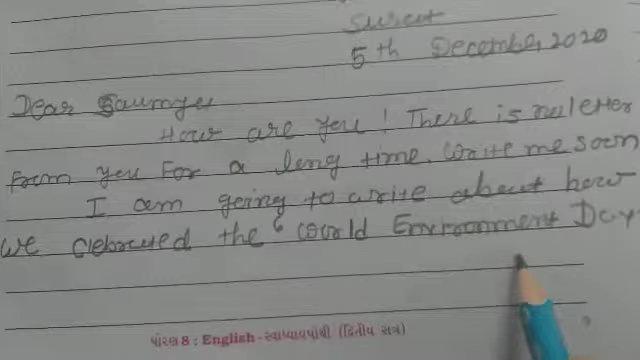 Surat
5th December, 2020
Dear Saumya
How are you! There is no letter
from you for a long time. Write me soon
I am going to write about how
we celebrated the "World Environment Day
ધોરણ 8 : English - સ્વાધ્યાયપોથી (દ્વિતીય સત્ર)